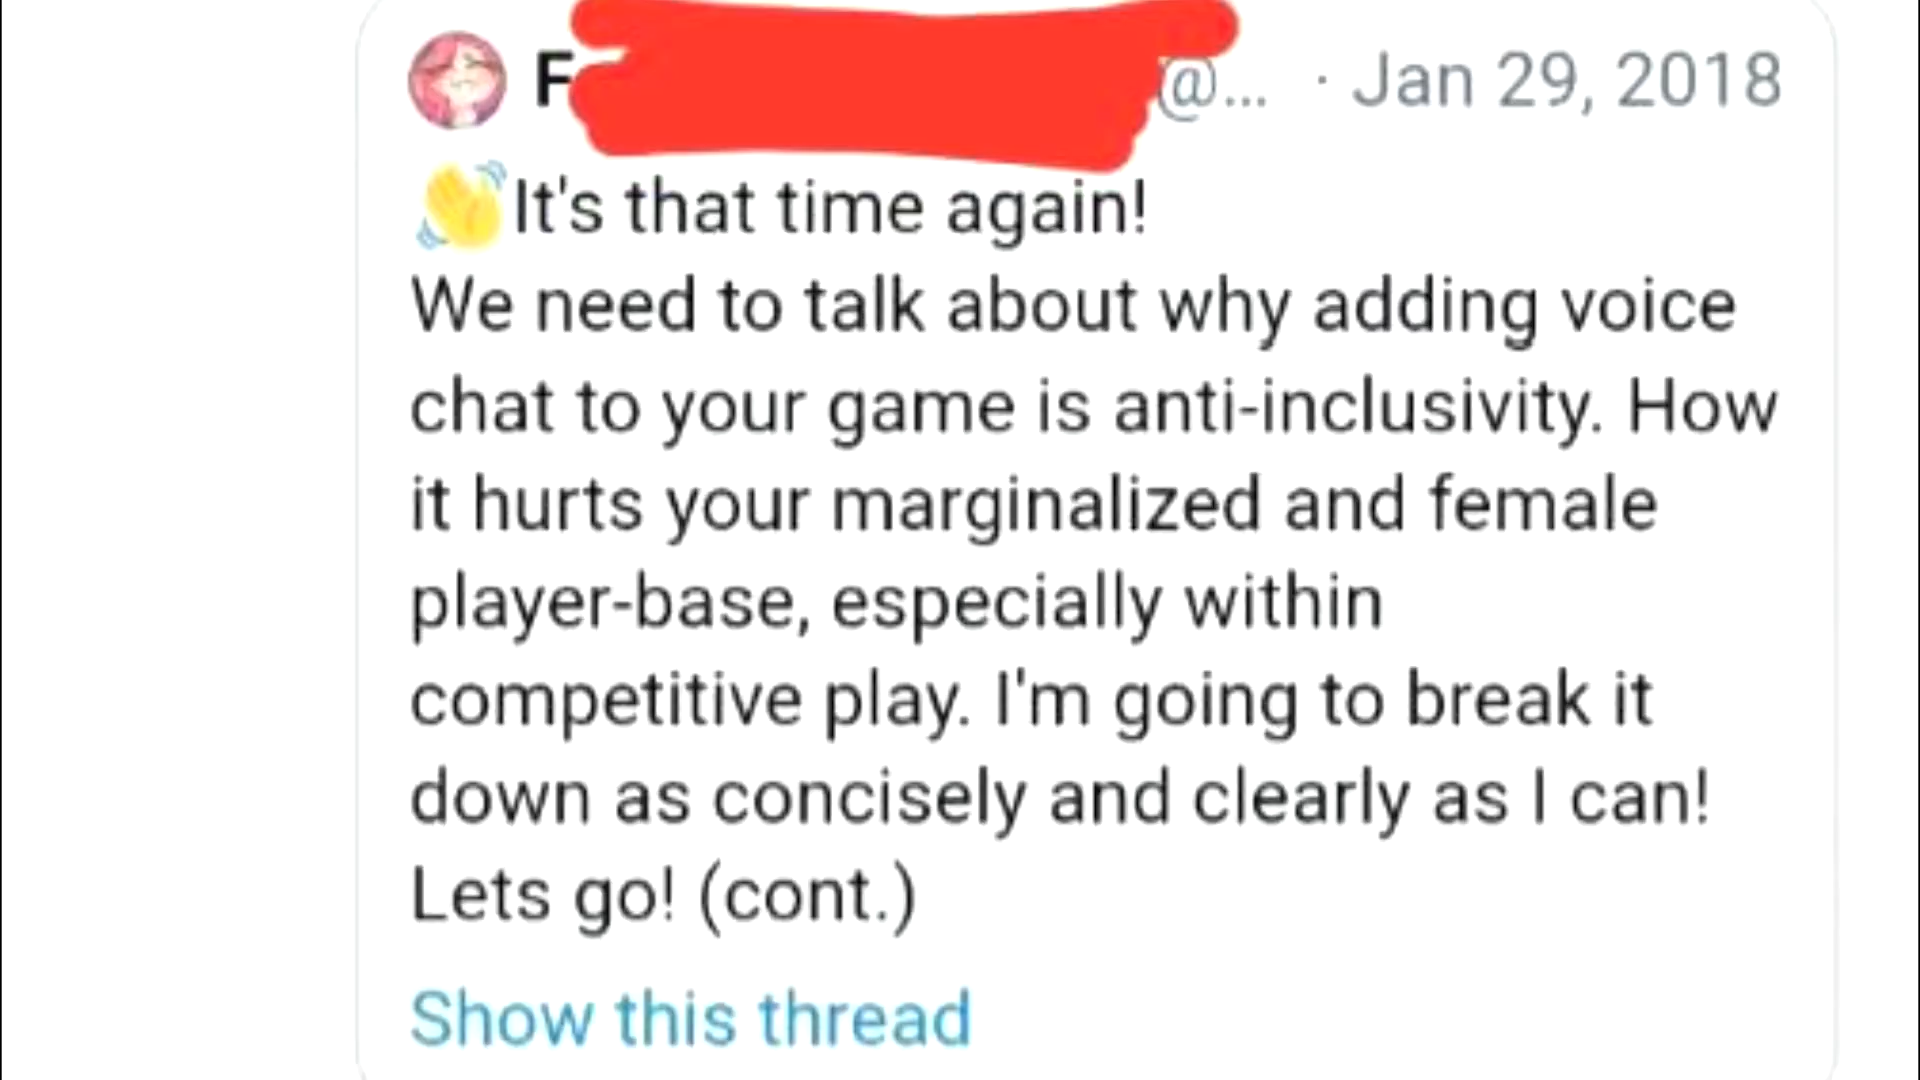 F @... · Jan 29, 2018
👋It's that time again!
We need to talk about why adding voice
chat to your game is anti-inclusivity. How
it hurts your marginalized and female
player-base, especially within
competitive play. I'm going to break it
down as concisely and clearly as I can!
Lets go! (cont.)
Show this thread